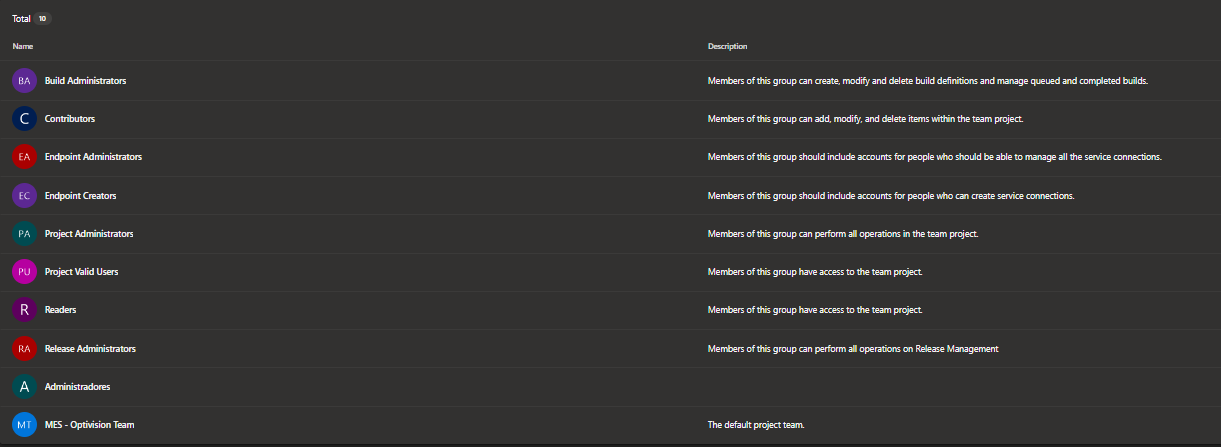 Total 10
Name Description
BA Build Administrators Members of this group can create, modify and delete build definitions and manage queued and completed builds.
C Contributors Members of this group can add, modify, and delete items within the team project.
EA Endpoint Administrators Members of this group should include accounts for people who should be able to manage all the service connections.
EC Endpoint Creators Members of this group should include accounts for people who can create service connections.
PA Project Administrators Members of this group can perform all operations in the team project.
PU Project Valid Users Members of this group have access to the team project.
R Readers Members of this group have access to the team project.
RA Release Administrators Members of this group can perform all operations on Release Management
A Administradores
MT MES - Optivision Team The default project team.